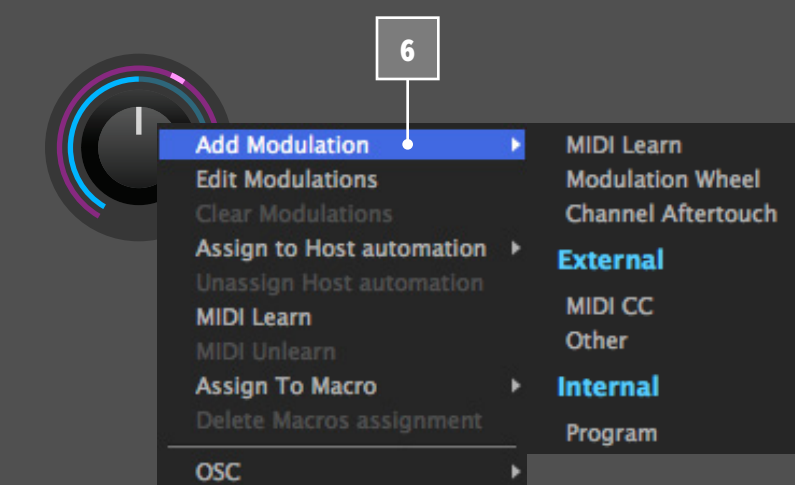 6
Add Modulation
Edit Modulations
Clear Modulations
Assign to Host automation
Unassign Host automation
MIDI Learn
MIDI Unlearn
Assign To Macro
Delete Macros assignment
OSC
MIDI Learn
Modulation Wheel
Channel Aftertouch
External
MIDI CC
Other
Internal
Program